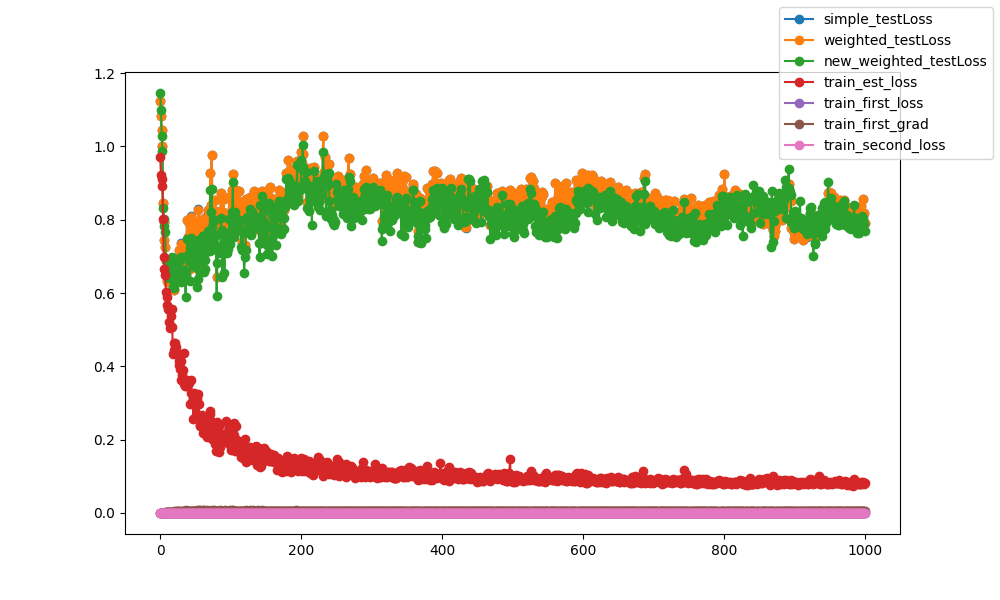 simple_testLoss
weighted_testLoss
new_weighted_testLoss
train_est_loss
train_first_loss
train_first_grad
train_second_loss
1.2
1.0
0.8
0.6
0.4
0.2
0.0
0 200 400 600 800 1000